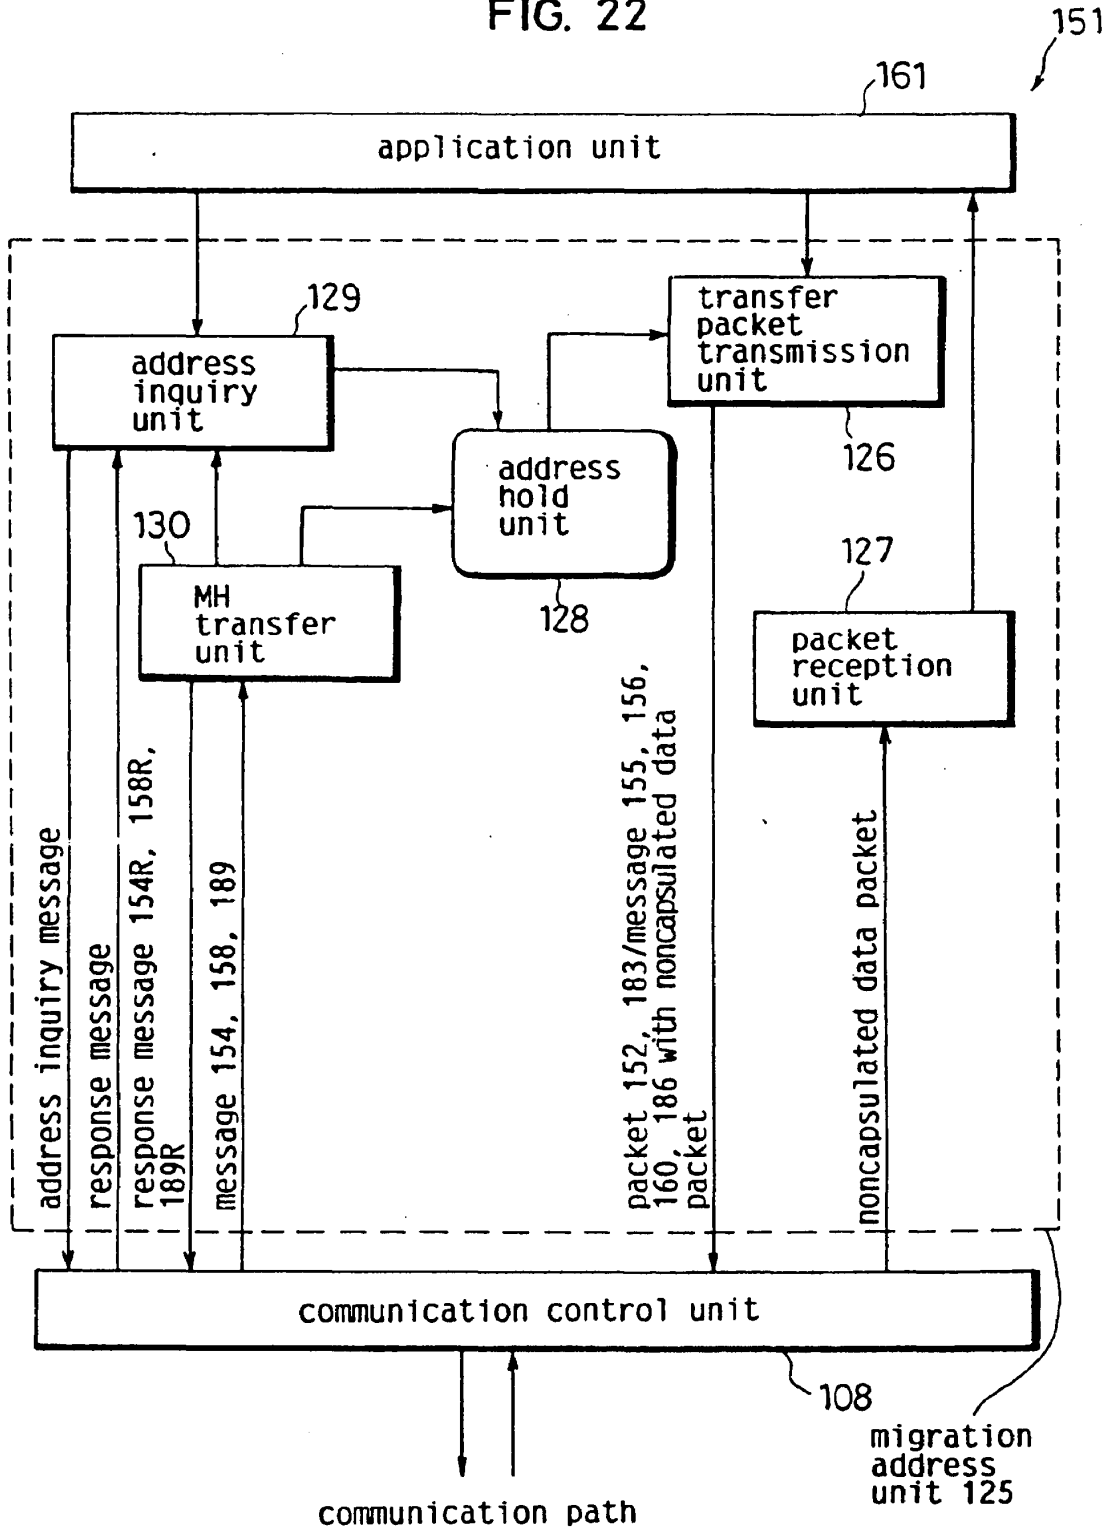 FIG. 22
151
161
application unit
129
address
inquiry
unit
transfer
packet
transmission
unit
126
address
hold
unit
128
130
MH
transfer
unit
127
packet
reception
unit
address inquiry message
response message
response message 154R, 158R,
189R
message 154, 158, 189
packet 152, 183/message 155, 156,
160, 186 with noncapsulated data
packet
noncapsulated data packet
communication control unit
108
migration
address
unit 125
communication path